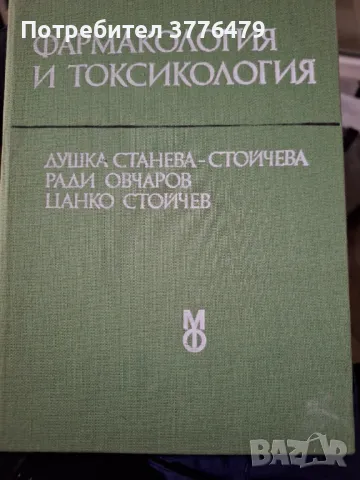 Потребител 3776479
ФАРМАКОЛОГИЯ
И ТОКСИКОЛОГИЯ
ДУШКА СТАНЕВА-СТОЙЧЕВА
РАДИ ОВЧАРОВ
ЦАНКО СТОЙЧЕВ
МФ
BAZAR